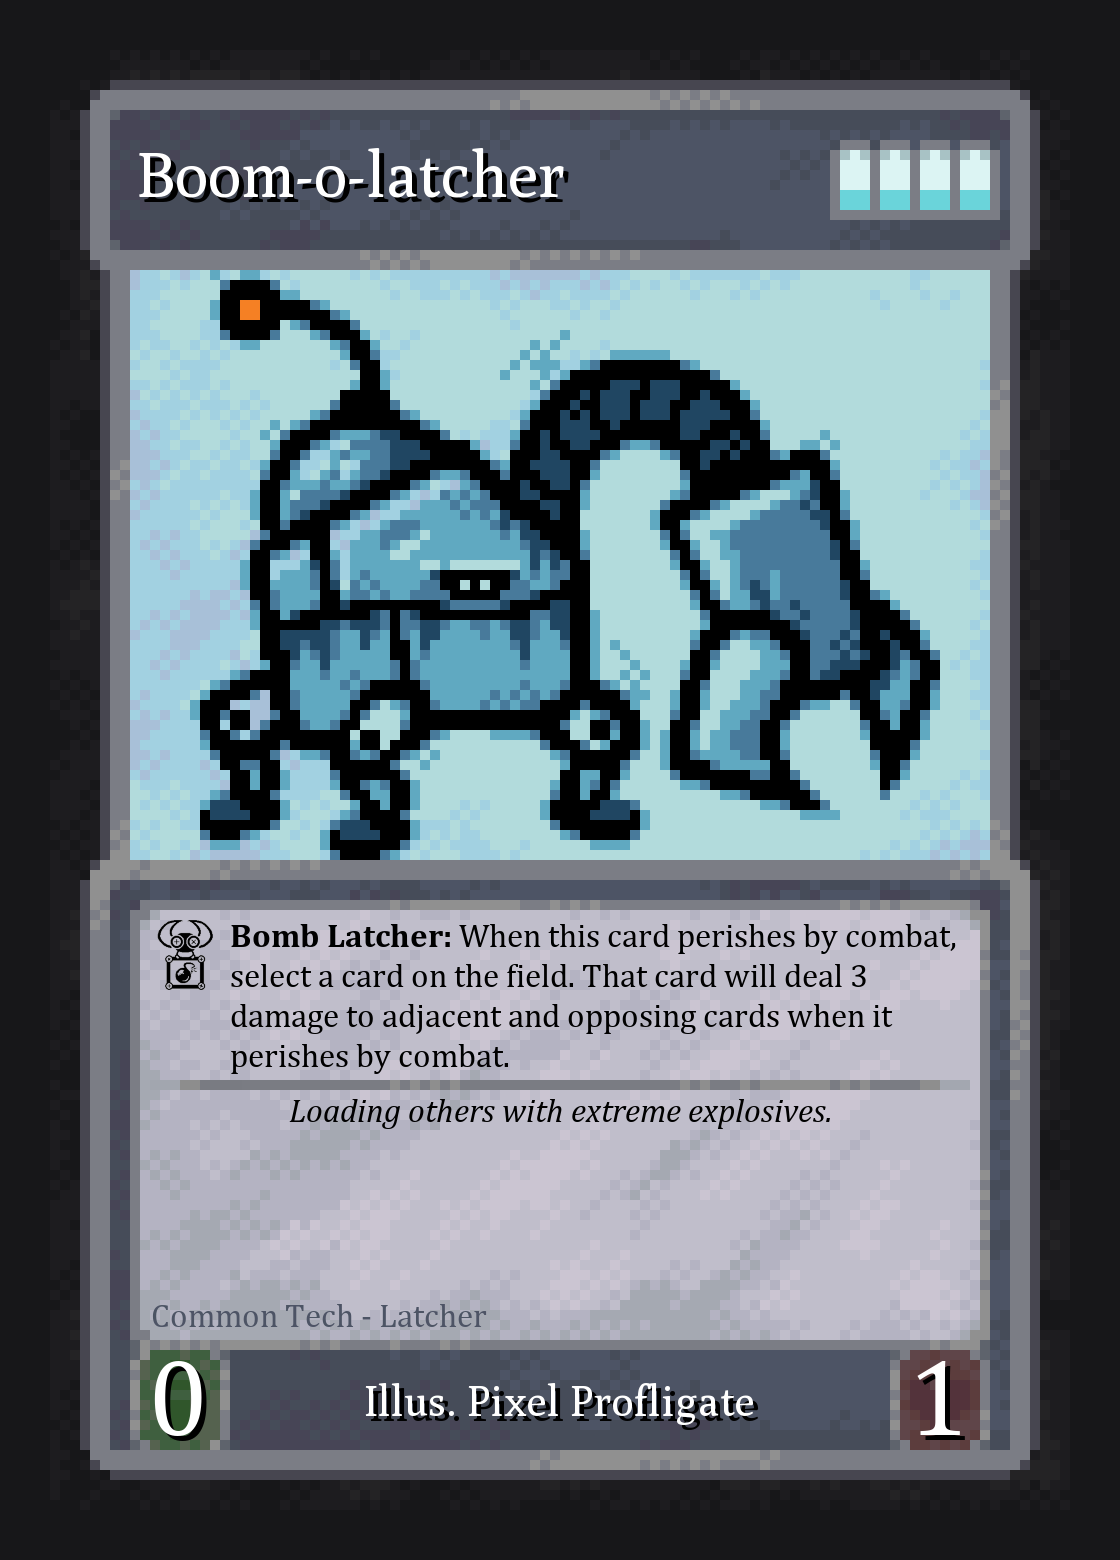 Boom-o-latcher
Bomb Latcher: When this card perishes by combat,
select a card on the field. That card will deal 3
damage to adjacent and opposing cards when it
perishes by combat.
Loading others with extreme explosives.
Common Tech - Latcher
0
Illus. Pixel Profligate
1